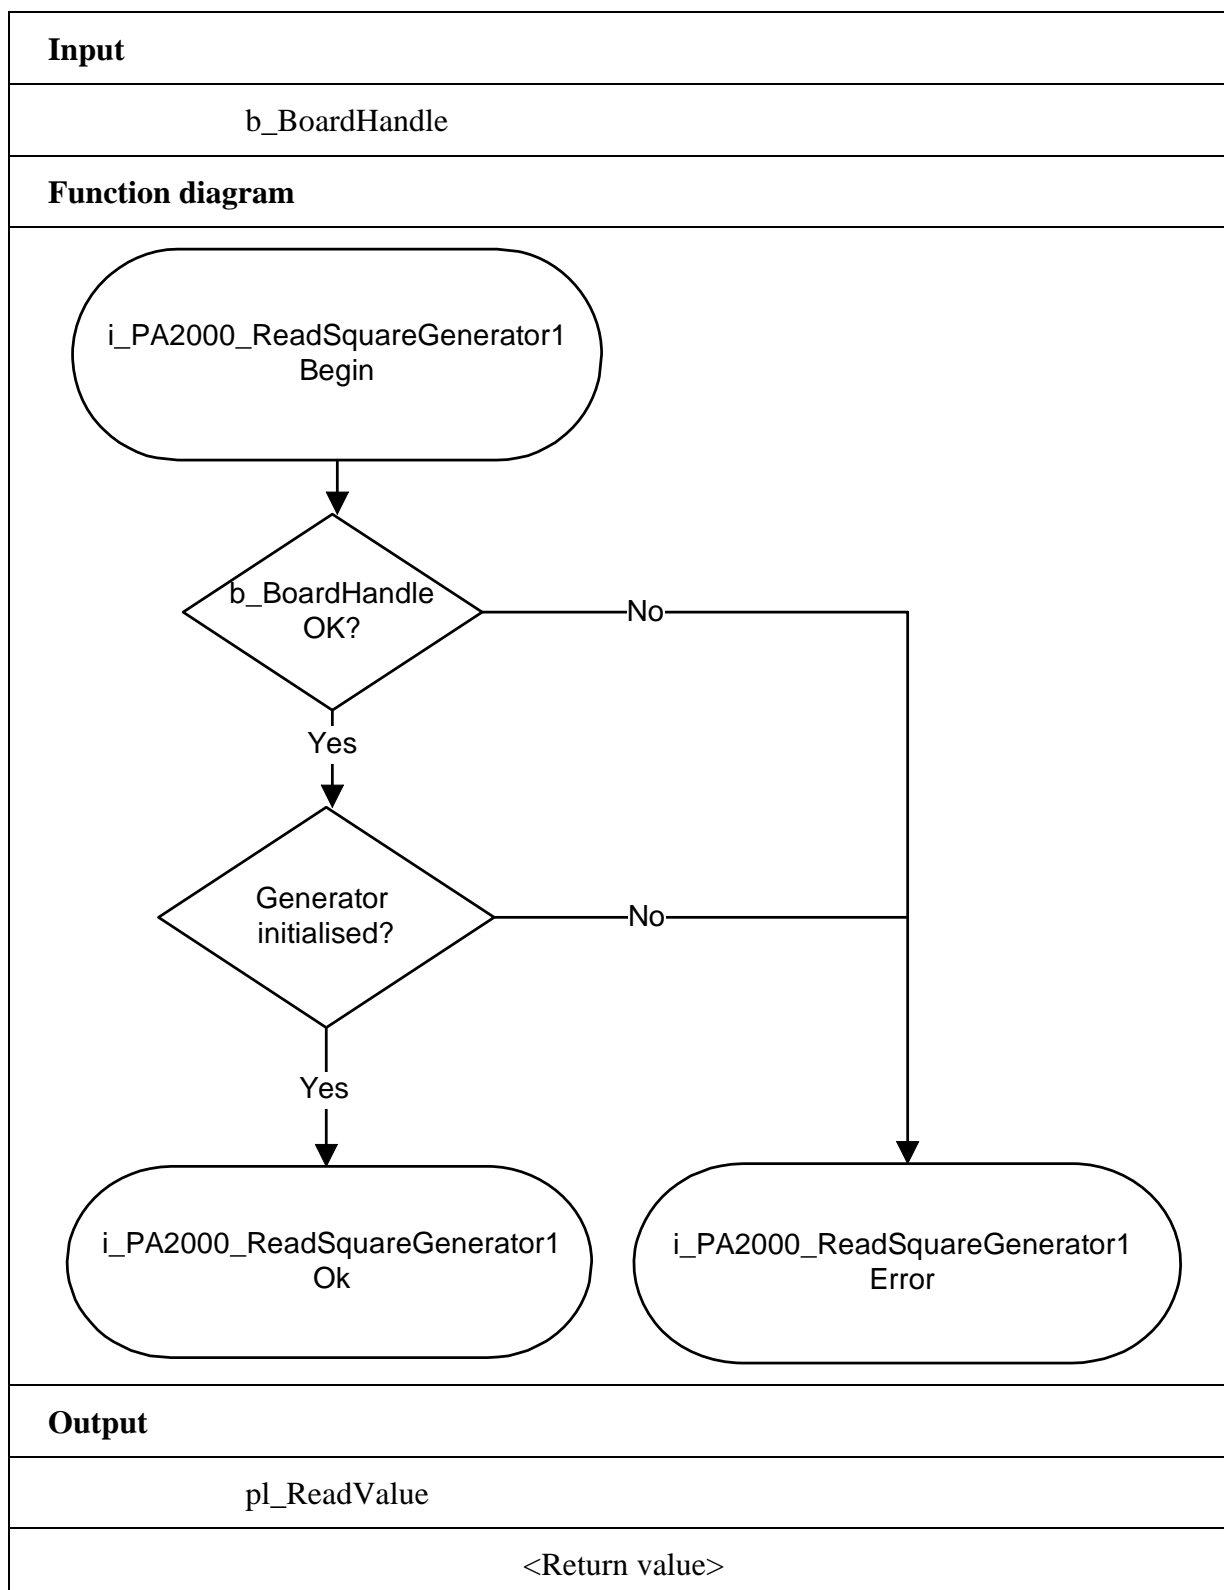 Input
b_BoardHandle
Function diagram
i_PA2000_ReadSquareGenerator1
Begin
b_BoardHandle
OK?
No
Yes
Generator
initialised?
No
Yes
i_PA2000_ReadSquareGenerator1
Ok
i_PA2000_ReadSquareGenerator1
Error
Output
pl_ReadValue
<Return value>